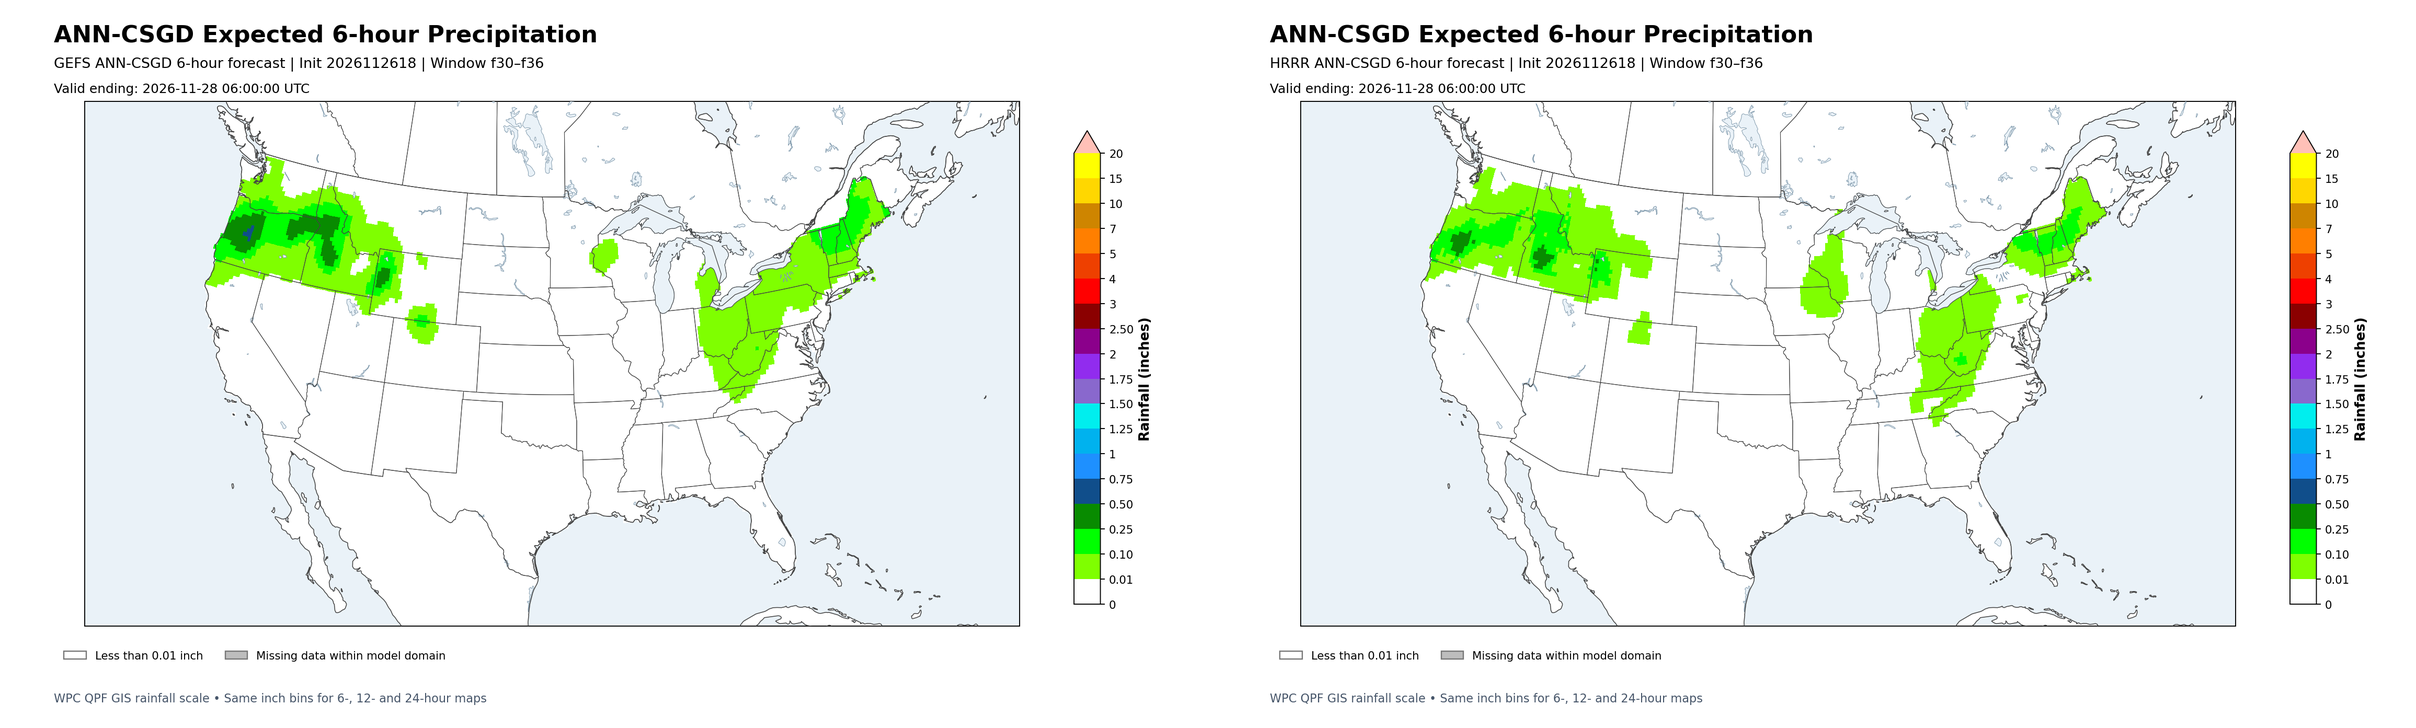 ANN-CSGD Expected 6-hour Precipitation
GEFS ANN-CSGD 6-hour forecast | Init 2026112618 | Window f30–f36
Valid ending: 2026-11-28 06:00:00 UTC
20
15
10
7
5
4
3
2.50
2
1.75
1.50
1.25
1
0.75
0.50
0.25
0.10
0.01
0
Rainfall (inches)
Less than 0.01 inch
Missing data within model domain
WPC QPF GIS rainfall scale • Same inch bins for 6-, 12- and 24-hour maps
ANN-CSGD Expected 6-hour Precipitation
HRRR ANN-CSGD 6-hour forecast | Init 2026112618 | Window f30–f36
Valid ending: 2026-11-28 06:00:00 UTC
20
15
10
7
5
4
3
2.50
2
1.75
1.50
1.25
1
0.75
0.50
0.25
0.10
0.01
0
Rainfall (inches)
Less than 0.01 inch
Missing data within model domain
WPC QPF GIS rainfall scale • Same inch bins for 6-, 12- and 24-hour maps